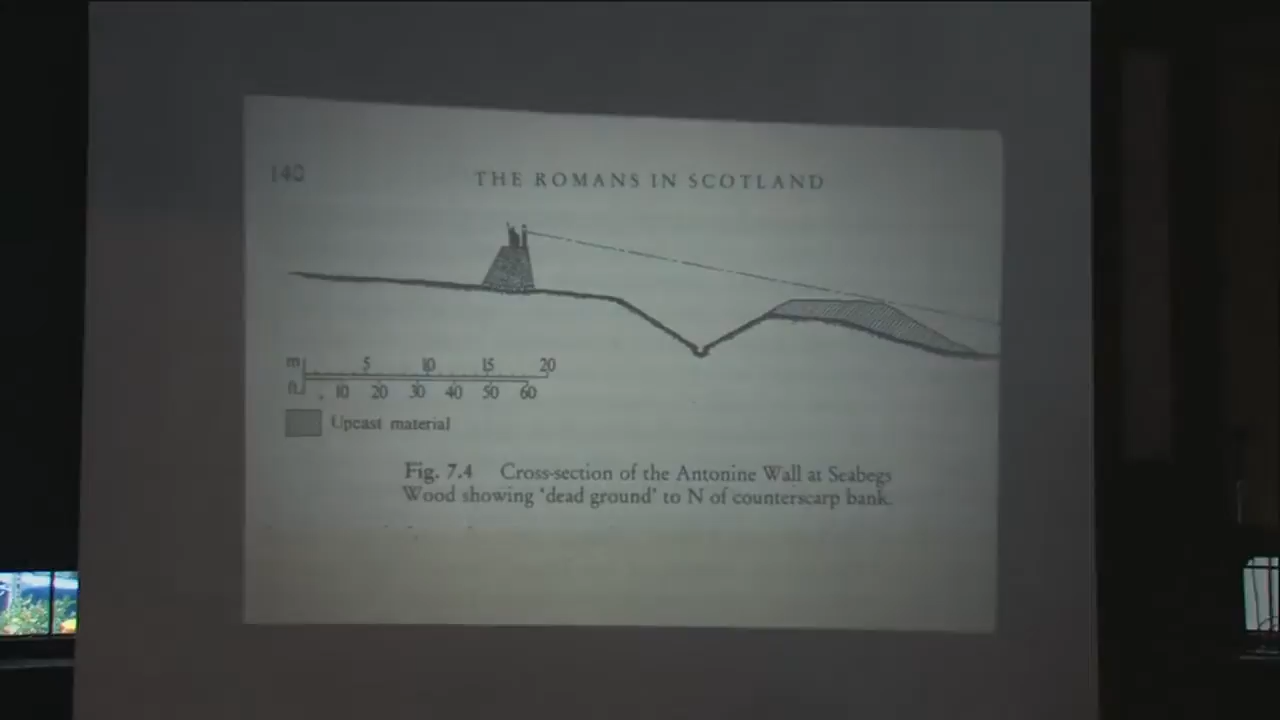 140
THE ROMANS IN SCOTLAND
m 5 10 15 20
ft 10 20 30 40 50 60
Upcast material
Fig. 7.4 Cross-section of the Antonine Wall at Seabegs
Wood showing 'dead ground' to N of counterscarp bank.